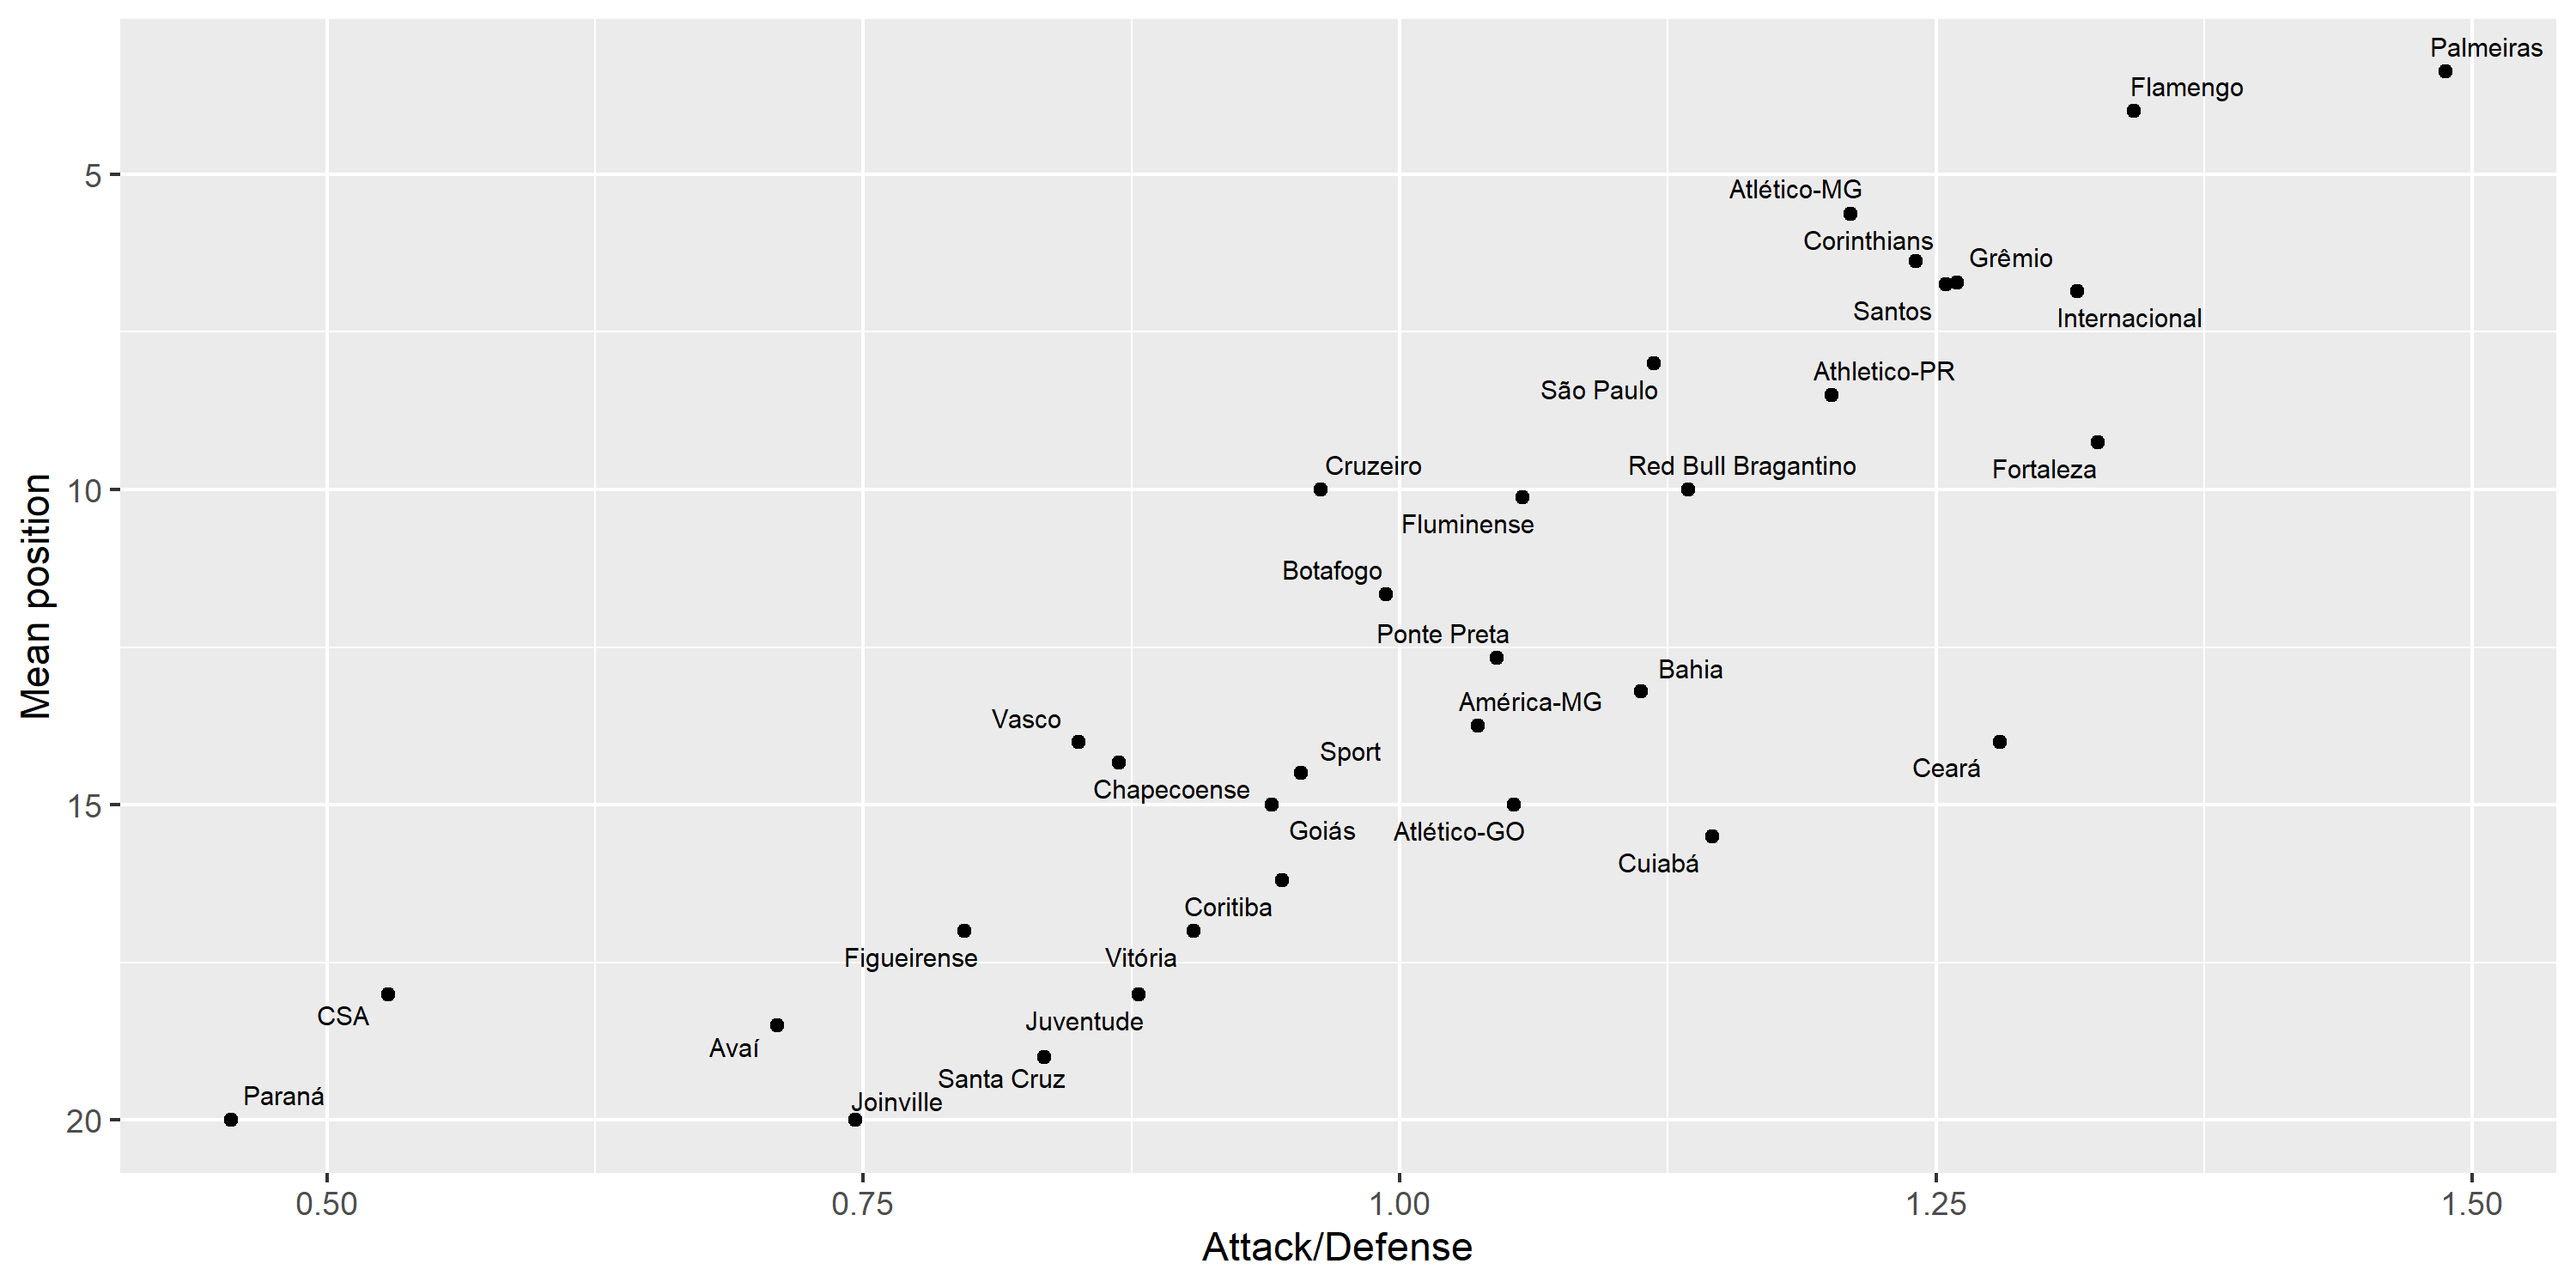 Palmeiras
Flamengo
5
Atlético-MG
Corinthians
Grêmio
Santos
Internacional
Athletico-PR
São Paulo
Cruzeiro
Red Bull Bragantino
Fortaleza
10
Fluminense
Botafogo
Mean position
Ponte Preta
Bahia
América-MG
Vasco
Sport
Ceará
Chapecoense
15
Goiás
Atlético-GO
Cuiabá
Coritiba
Figueirense
Vitória
CSA
Juventude
Avaí
Santa Cruz
Paraná
Joinville
20
0.50
0.75
1.00
1.25
1.50
Attack/Defense